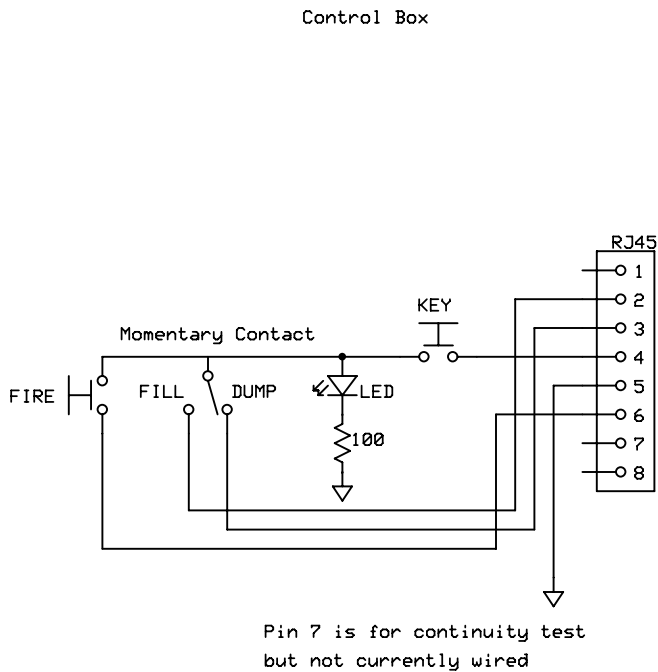 Control Box
RJ45
1
2
KEY
3
Momentary Contact
4
FIRE
FILL
DUMP
LED
5
6
100
7
8
Pin 7 is for continuity test
but not currently wired